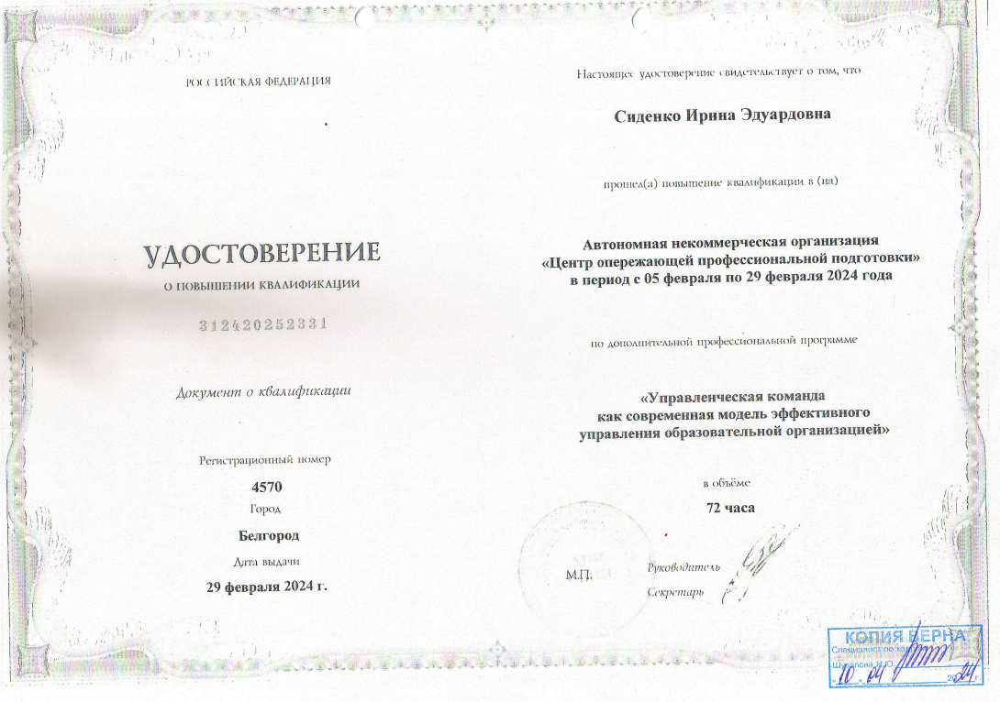 РОССИЙСКАЯ ФЕДЕРАЦИЯ
УДОСТОВЕРЕНИЕ
О ПОВЫШЕНИИ КВАЛИФИКАЦИИ
312420252331
Документ о квалификации
Регистрационный номер
4570
Город
Белгород
Дата выдачи
29 февраля 2024 г.
Настоящее удостоверение свидетельствует о том, что
Сиденко Ирина Эдуардовна
прошел(а) повышение квалификации в (на)
Автономная некоммерческая организация
«Центр опережающей профессиональной подготовки»
в период с 05 февраля по 29 февраля 2024 года
по дополнительной профессиональной программе
«Управленческая команда
как современная модель эффективного
управления образовательной организацией»
в объёме
72 часа
М.П.
Руководитель
Секретарь
КОПИЯ ВЕРНА
Специалист по
Н.Ю.
10 04 2024 г.